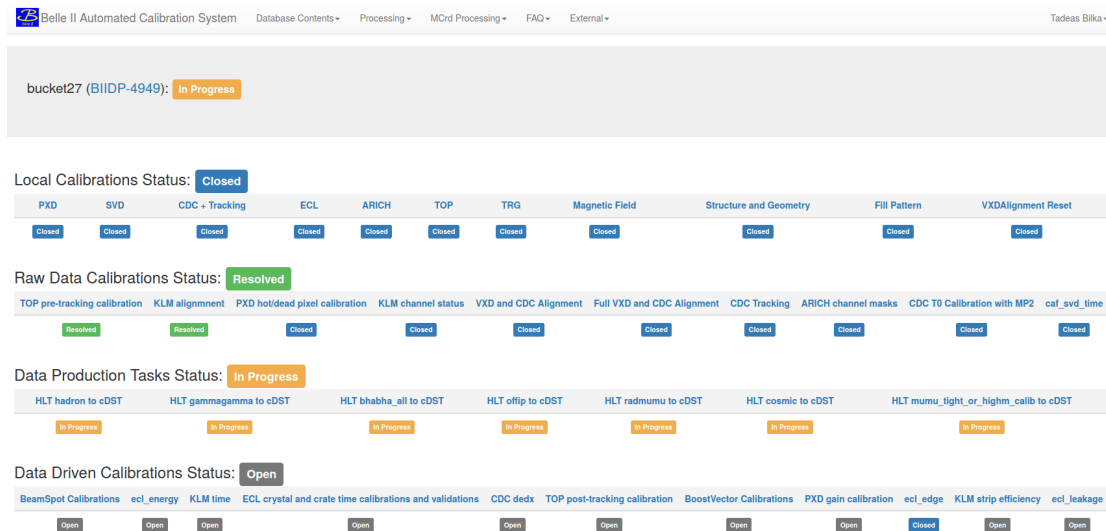 Belle II Automated Calibration System Database Contents Processing MCrd Processing FAQ External Tadeas Bilka
bucket27 (BIIDP-4949): In Progress
Local Calibrations Status: Closed
PXD SVD CDC + Tracking ECL ARICH TOP TRG Magnetic Field Structure and Geometry Fill Pattern VXDAlignment Reset
Closed Closed Closed Closed Closed Closed Closed Closed Closed Closed Closed
Raw Data Calibrations Status: Resolved
TOP pre-tracking calibration KLM alignmnent PXD hot/dead pixel calibration KLM channel status VXD and CDC Alignment Full VXD and CDC Alignment CDC Tracking ARICH channel masks CDC T0 Calibration with MP2 caf_svd_time
Resolved Resolved Closed Closed Closed Closed Closed Closed Closed Closed
Data Production Tasks Status: In Progress
HLT hadron to cDST HLT gammagamma to cDST HLT bhabha_all to cDST HLT offip to cDST HLT radmumu to cDST HLT cosmic to cDST HLT mumu_tight_or_highm_calib to cDST
In Progress In Progress In Progress In Progress In Progress In Progress In Progress
Data Driven Calibrations Status: Open
BeamSpot Calibrations ecl_energy KLM time ECL crystal and crate time calibrations and validations CDC dedx TOP post-tracking calibration BoostVector Calibrations PXD gain calibration ecl_edge KLM strip efficiency ecl_leakage
Open Open Open Open Open Open Open Open Closed Open Open